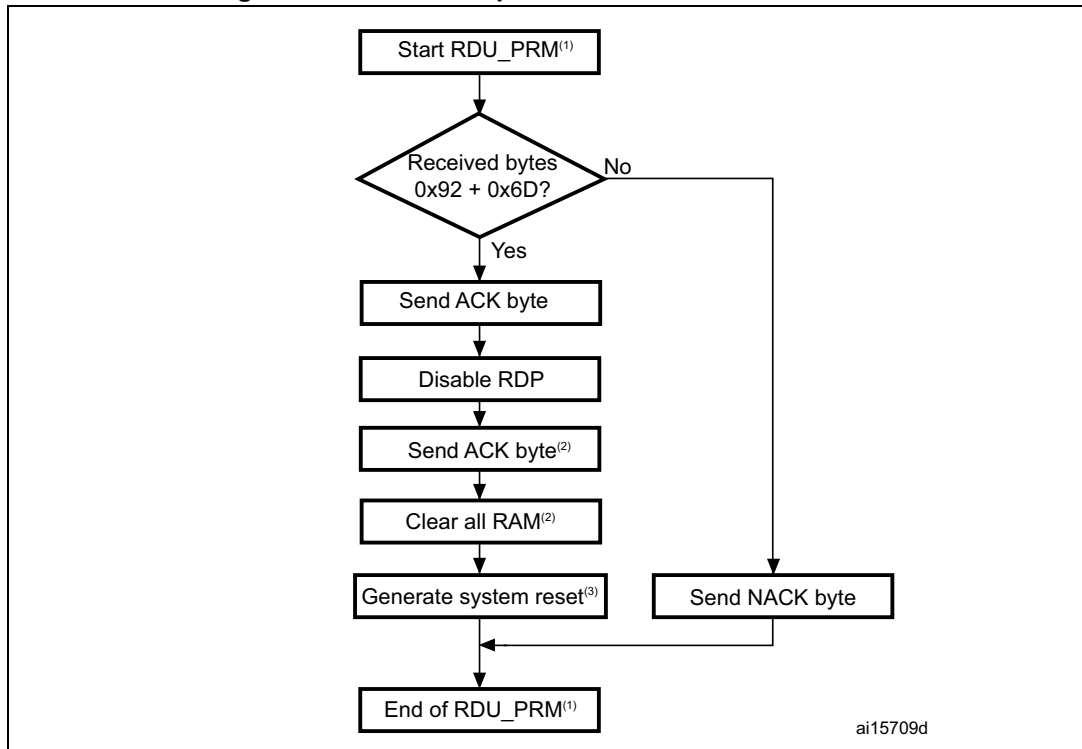 Start RDU_PRM(1)
Received bytes
0x92 + 0x6D?
No
Yes
Send ACK byte
Disable RDP
Send ACK byte(2)
Clear all RAM(2)
Generate system reset(3)
Send NACK byte
End of RDU_PRM(1)
ai15709d